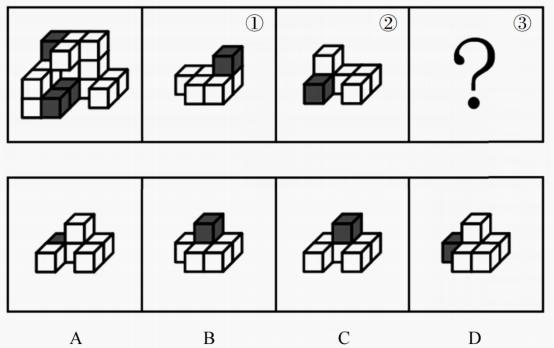 ① ② ③
?
A B C D